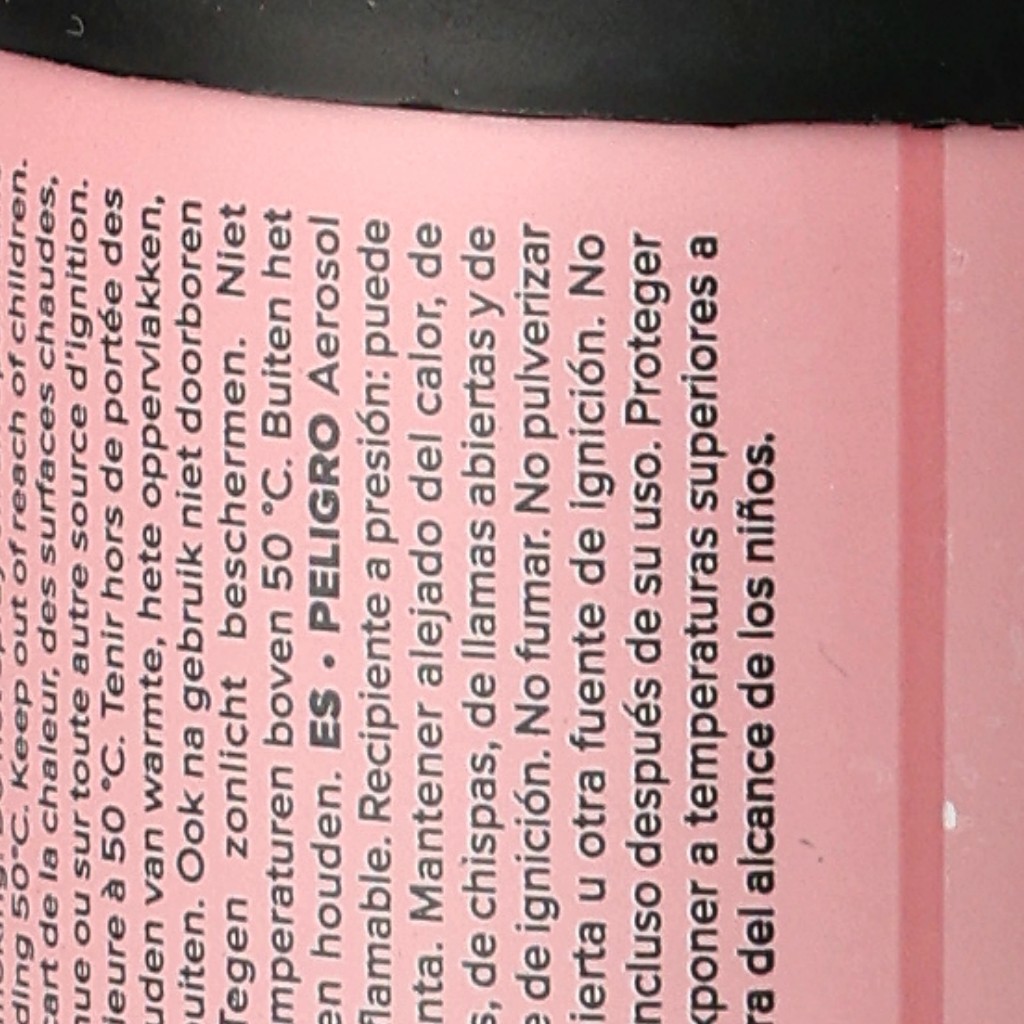 ding 50°C. Keep out of reach of children.
cart de la chaleur, des surfaces chaudes,
nue ou sur toute autre source d'ignition.
ieure à 50 °C. Tenir hors de portée des
uden van warmte, hete oppervlakken,
uiten. Ook na gebruik niet doorboren
Tegen zonlicht beschermen. Niet
mperaturen boven 50 °C. Buiten het
en houden. ES • PELIGRO Aerosol
flamable. Recipiente a presión: puede
nta. Mantener alejado del calor, de
s, de chispas, de llamas abiertas y de
e de ignición. No fumar. No pulverizar
ierta u otra fuente de ignición. No
ncluso después de su uso. Proteger
xponer a temperaturas superiores a
ra del alcance de los niños.